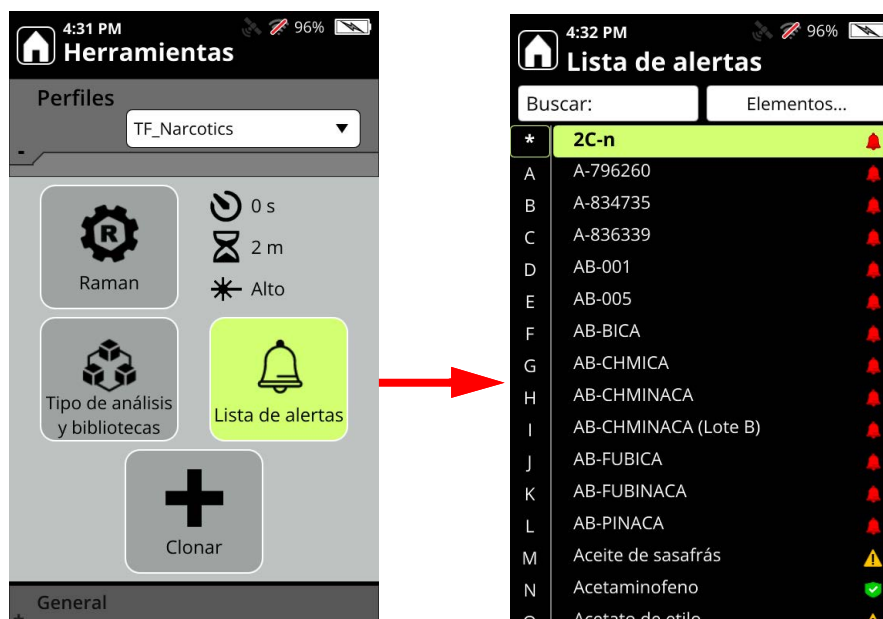 4:31 PM
96%
Herramientas
Perfiles
TF_Narcotics
-
R
Raman
0 s
2 m
Alto
Tipo de análisis
y bibliotecas
Lista de alertas
Clonar
General
+
4:32 PM
96%
Lista de alertas
Buscar:
Elementos...
* 2C-n
A A-796260
B A-834735
C A-836339
D AB-001
E AB-005
F AB-BICA
G AB-CHMICA
H AB-CHMINACA
I AB-CHMINACA (Lote B)
J AB-FUBICA
K AB-FUBINACA
L AB-PINACA
M Aceite de sasafrás
N Acetaminofeno
O Acetato de etilo